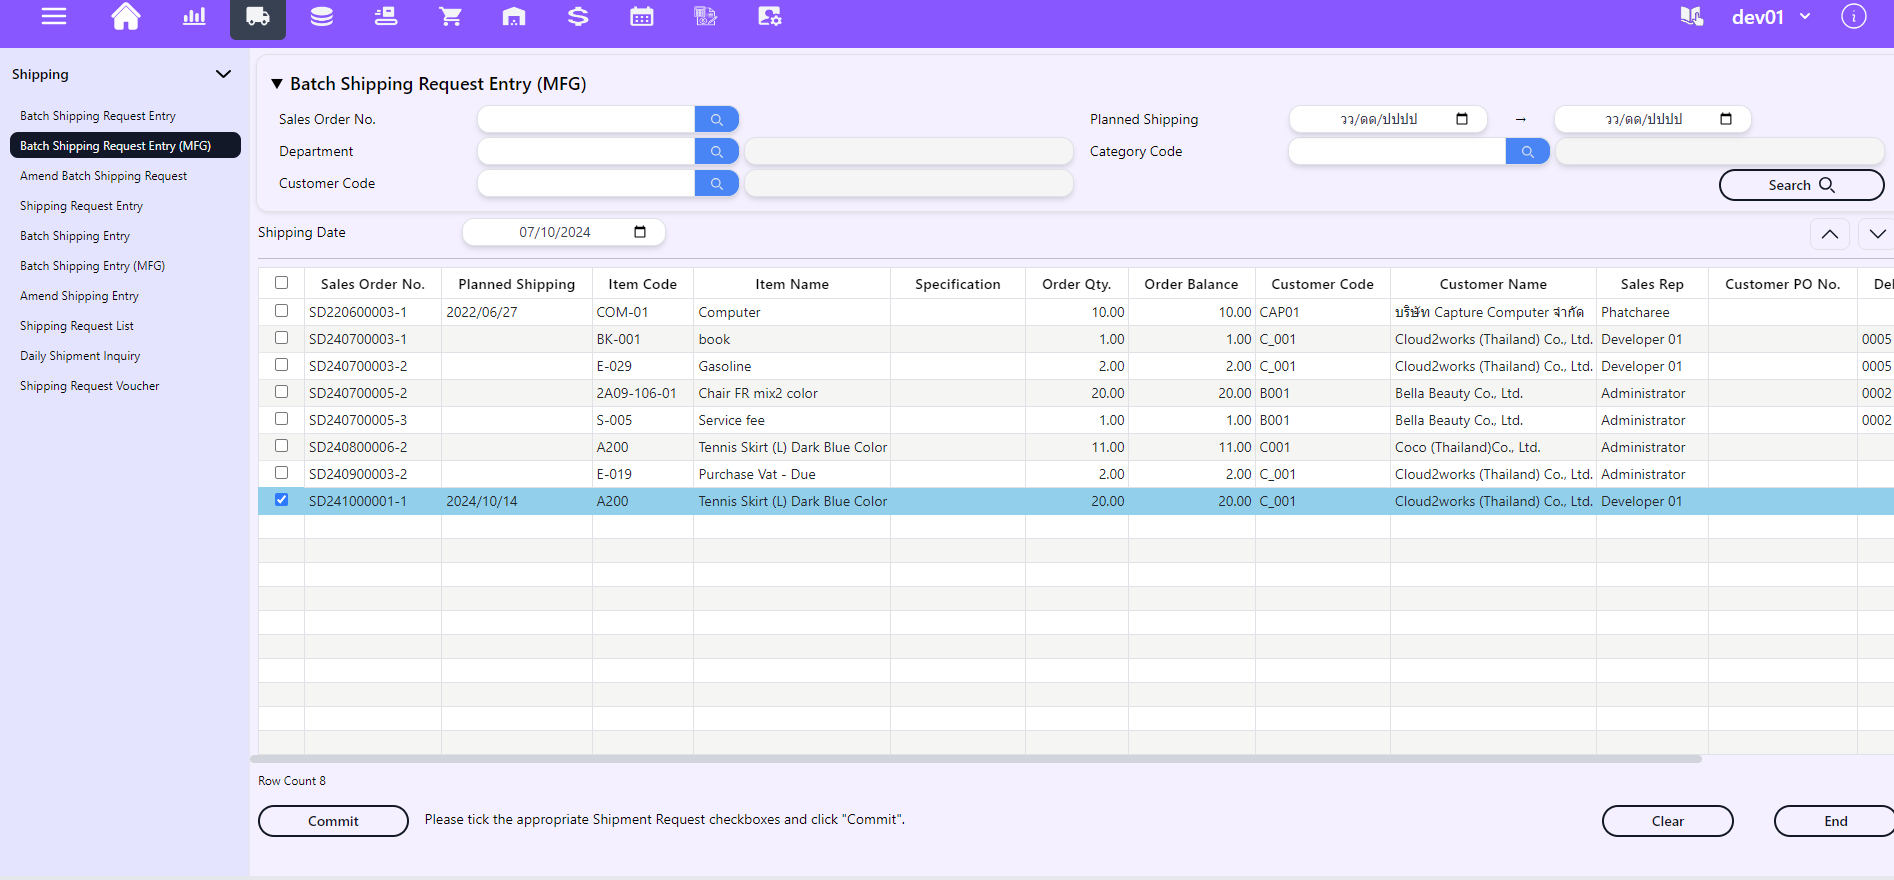 dev01
Shipping
Batch Shipping Request Entry
Batch Shipping Request Entry (MFG)
Amend Batch Shipping Request
Shipping Request Entry
Batch Shipping Entry
Batch Shipping Entry (MFG)
Amend Shipping Entry
Shipping Request List
Daily Shipment Inquiry
Shipping Request Voucher
▼ Batch Shipping Request Entry (MFG)
Sales Order No. Planned Shipping วว/ดด/ปปปป → วว/ดด/ปปปป
Department Category Code
Customer Code Search
Shipping Date 07/10/2024
Sales Order No. Planned Shipping Item Code Item Name Specification Order Qty. Order Balance Customer Code Customer Name Sales Rep Customer PO No. Del
SD220600003-1 2022/06/27 COM-01 Computer 10.00 10.00 CAP01 บริษัท Capture Computer จำกัด Phatcharee
SD240700003-1 BK-001 book 1.00 1.00 C_001 Cloud2works (Thailand) Co., Ltd. Developer 01 0005
SD240700003-2 E-029 Gasoline 2.00 2.00 C_001 Cloud2works (Thailand) Co., Ltd. Developer 01 0005
SD240700005-2 2A09-106-01 Chair FR mix2 color 20.00 20.00 B001 Bella Beauty Co., Ltd. Administrator 0002
SD240700005-3 S-005 Service fee 1.00 1.00 B001 Bella Beauty Co., Ltd. Administrator 0002
SD240800006-2 A200 Tennis Skirt (L) Dark Blue Color 11.00 11.00 C001 Coco (Thailand)Co., Ltd. Administrator
SD240900003-2 E-019 Purchase Vat - Due 2.00 2.00 C_001 Cloud2works (Thailand) Co., Ltd. Administrator
SD241000001-1 2024/10/14 A200 Tennis Skirt (L) Dark Blue Color 20.00 20.00 C_001 Cloud2works (Thailand) Co., Ltd. Developer 01
Row Count 8
Commit Please tick the appropriate Shipment Request checkboxes and click "Commit". Clear End